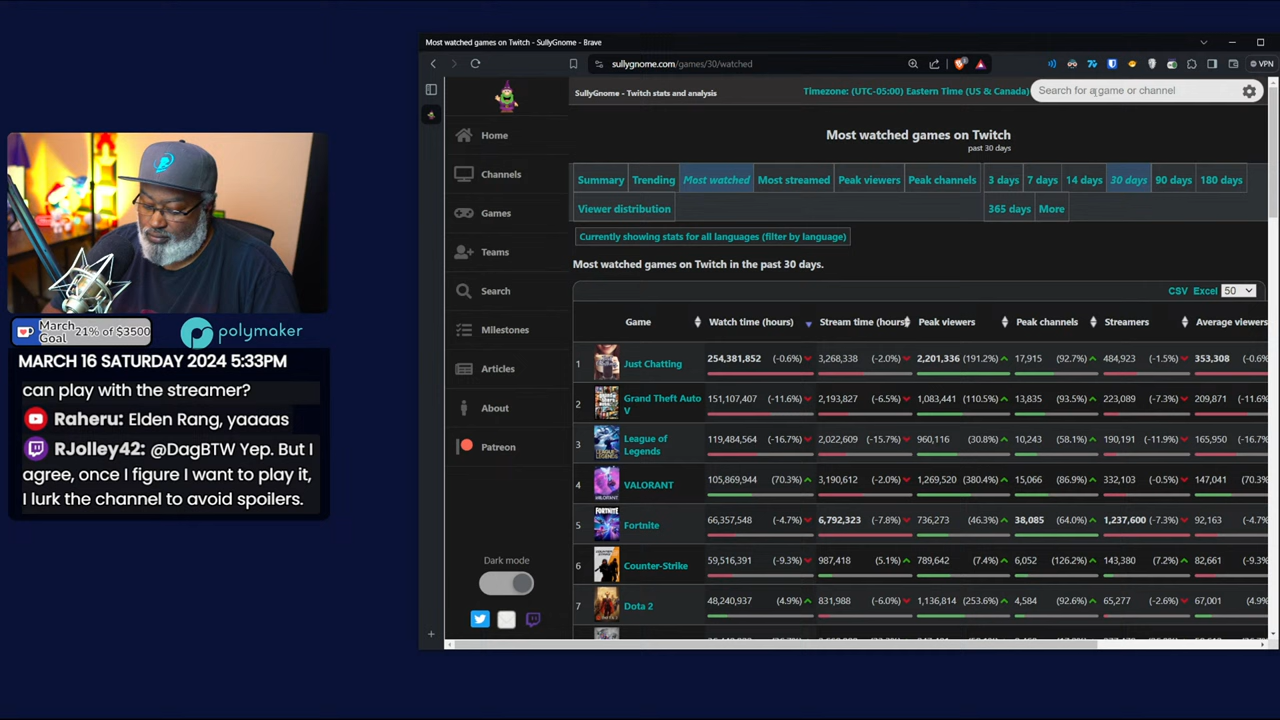 Most watched games on Twitch - SullyGnome - Brave
sullygnome.com/games/30/watched
VPN
SullyGnome - Twitch stats and analysis
Timezone: (UTC-05:00) Eastern Time (US & Canada)
Search for a game or channel
Home
Channels
Games
Teams
Search
Milestones
Articles
About
Patreon
Dark mode
Most watched games on Twitch
past 30 days
Summary Trending Most watched Most streamed Peak viewers Peak channels 3 days 7 days 14 days 30 days 90 days 180 days
Viewer distribution 365 days More
Currently showing stats for all languages (filter by language)
Most watched games on Twitch in the past 30 days.
CSV Excel 50
Game Watch time (hours) Stream time (hours) Peak viewers Peak channels Streamers Average viewers
1 Just Chatting 254,381,852 (-0.6%) 3,268,338 (-2.0%) 2,201,336 (191.2%) 17,915 (92.7%) 484,923 (-1.5%) 353,308 (-0.6%
2 Grand Theft Auto V 151,107,407 (-11.6%) 2,193,827 (-6.5%) 1,083,441 (110.5%) 13,835 (93.5%) 223,089 (-7.3%) 209,871 (-11.6%
3 League of Legends 119,484,564 (-16.7%) 2,022,609 (-15.7%) 960,116 (30.8%) 10,243 (58.1%) 190,191 (-11.9%) 165,950 (-16.7%
4 VALORANT 105,869,944 (70.3%) 3,190,612 (-2.0%) 1,269,520 (380.4%) 15,066 (86.9%) 332,103 (-0.5%) 147,041 (70.3%
5 Fortnite 66,357,548 (-4.7%) 6,792,323 (-7.8%) 736,273 (46.3%) 38,085 (64.0%) 1,237,600 (-7.3%) 92,163 (-4.7%
6 Counter-Strike 59,516,391 (-9.3%) 987,418 (5.1%) 789,642 (7.4%) 6,052 (126.2%) 143,380 (7.2%) 82,661 (-9.3%
7 Dota 2 48,240,937 (4.9%) 831,988 (-6.0%) 1,136,814 (253.6%) 4,584 (92.6%) 65,277 (-2.6%) 67,001 (4.9%
March Goal 21% of $3500
polymaker
MARCH 16 SATURDAY 2024 5:33PM
can play with the streamer?
Raheru: Elden Rang, yaaaas
RJolley42: @DagBTW Yep. But I
agree, once I figure I want to play it,
I lurk the channel to avoid spoilers.